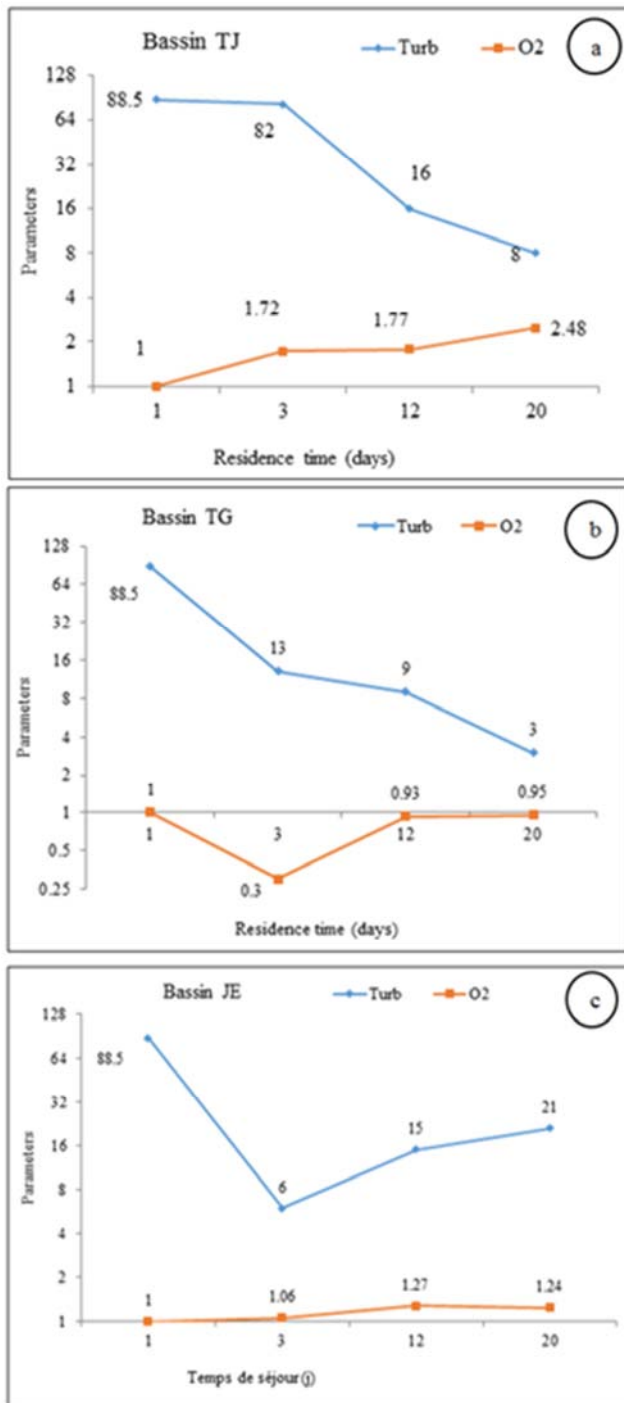 Bassin TJ
Turb O2
a
128
88.5
64
82
32
16
16
8
8
4
1.72
1.77
2.48
2
1
1
1 3 12 20
Parameters
Residence time (days)
Bassin TG
Turb O2
b
128
88.5
64
32
13
16
9
8
3
4
2
1
0.93
0.95
1
1 3 12 20
0.5
0.3
0.25
Parameters
Residence time (days)
Bassin JE
Turb O2
c
128
88.5
64
32
21
15
16
6
8
4
2
1
1.06
1.27
1.24
1
1 3 12 20
Parameters
Temps de séjour(j)